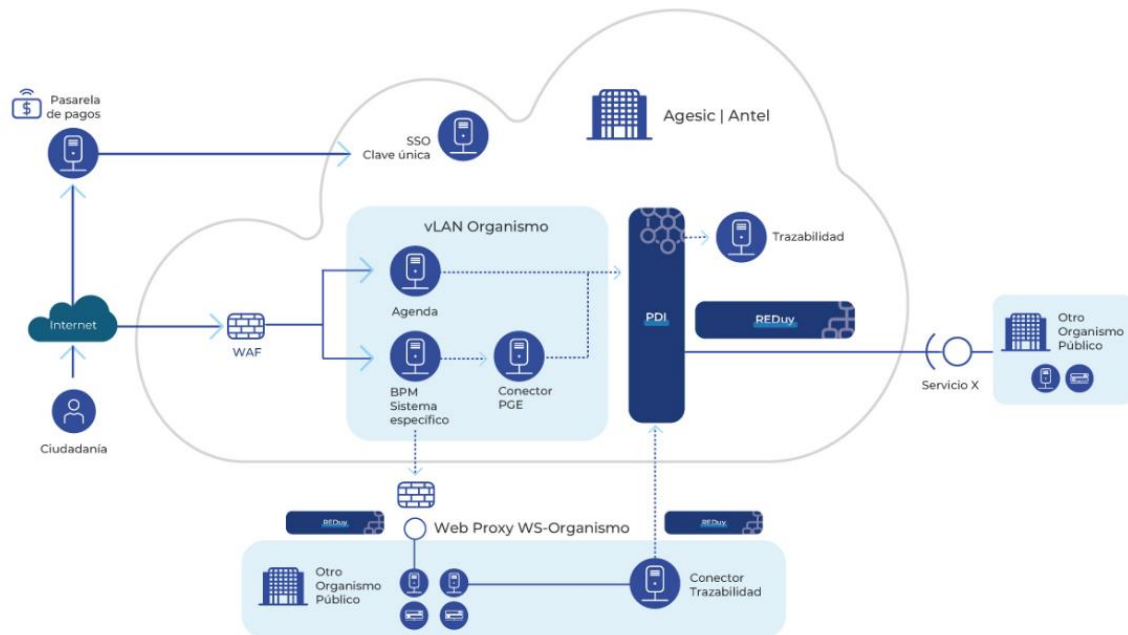 Pasarela
de pagos
SSO
Clave única
Agesic | Antel
vLAN Organismo
Trazabilidad
Agenda
PDI
REDuy
Internet
WAF
BPM
Sistema
específico
Conector
PGE
Servicio X
Otro
Organismo
Público
Ciudadanía
REDuy
Web Proxy WS-Organismo
REDuy
Otro
Organismo
Público
Conector
Trazabilidad